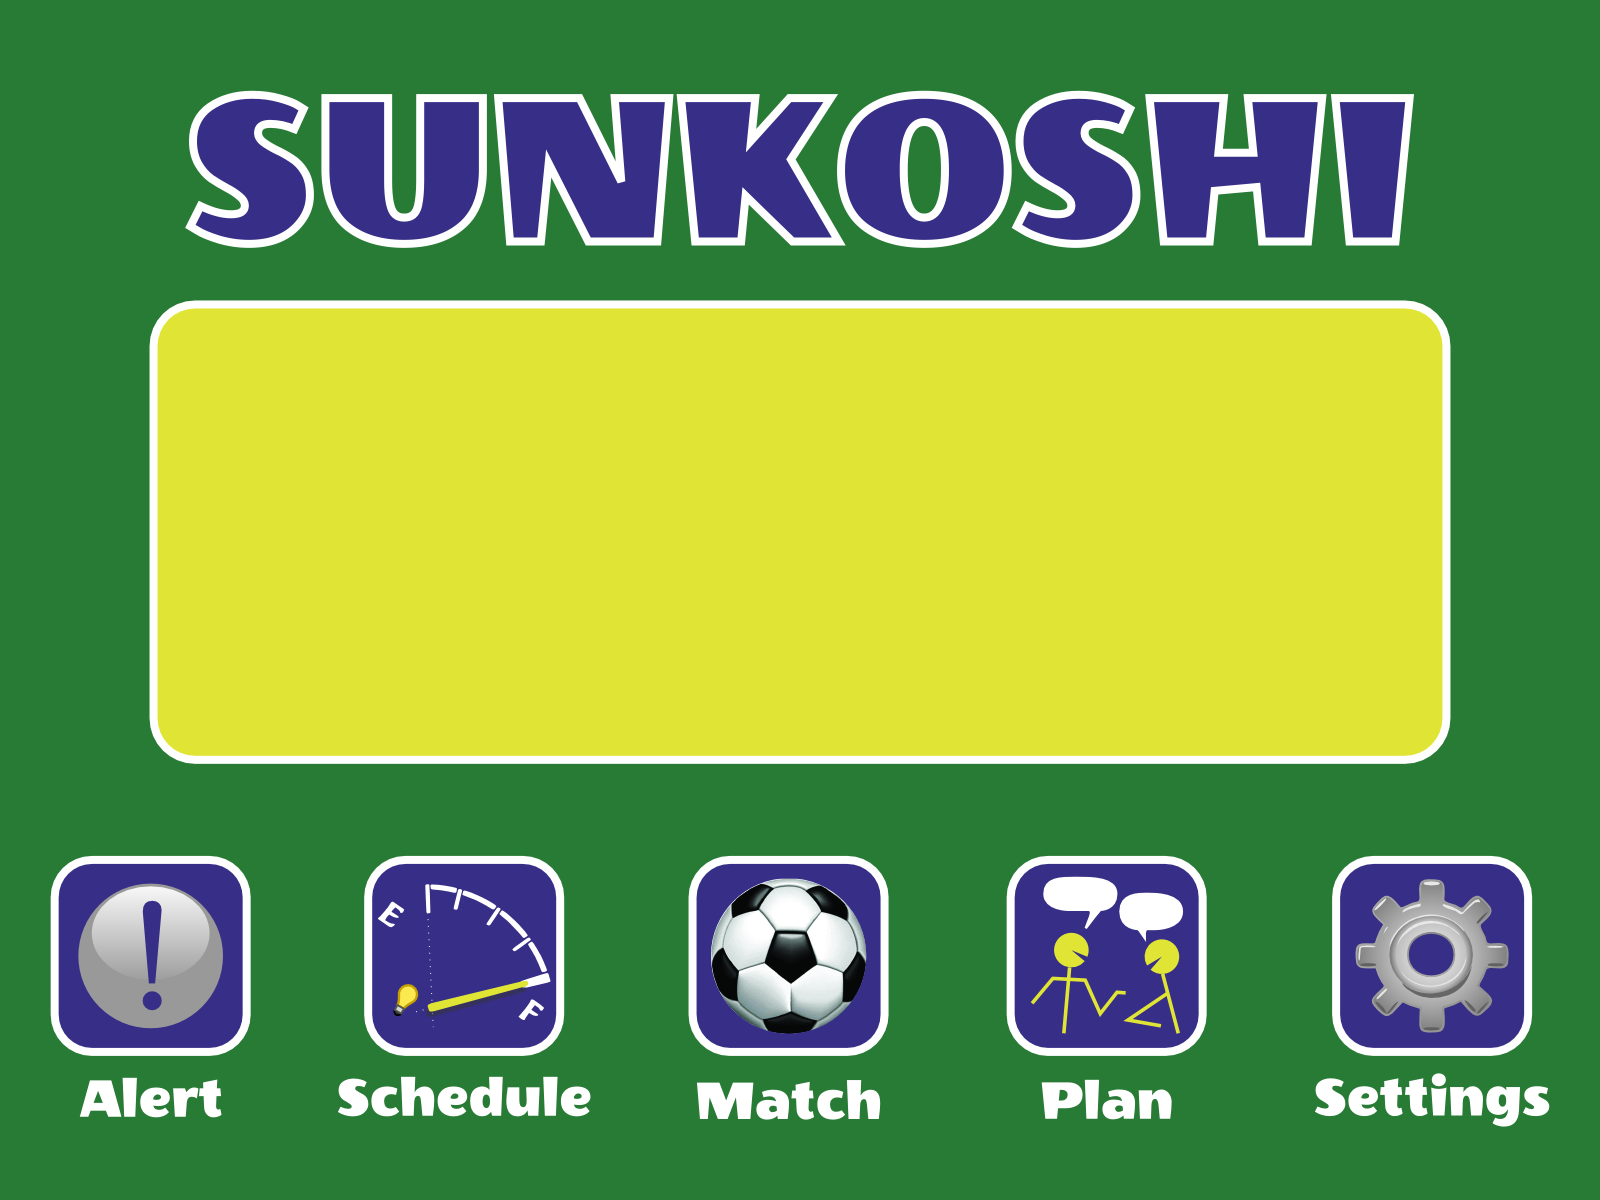 SUNKOSHI
E
F
Alert
Schedule
Match
Plan
Settings